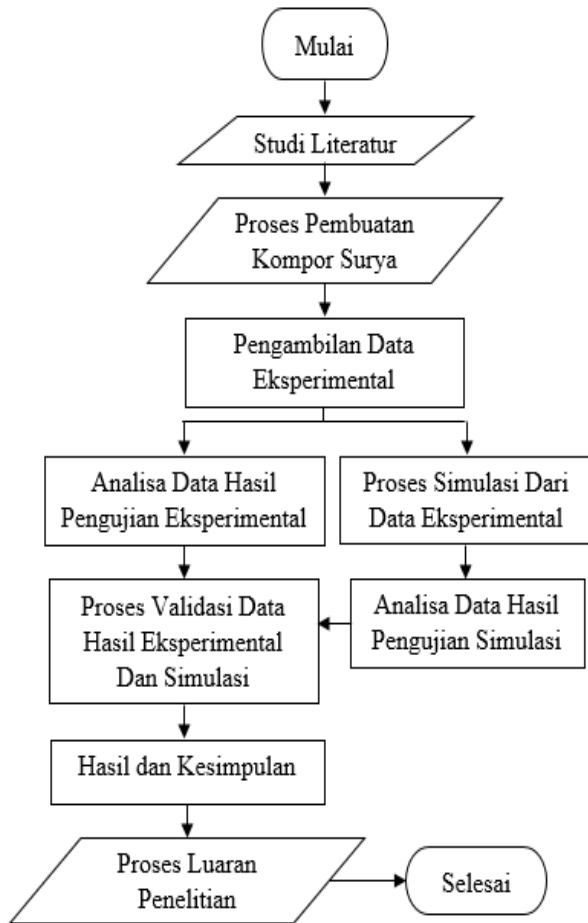 Mulai
Studi Literatur
Proses Pembuatan
Kompor Surya
Pengambilan Data
Eksperimental
Analisa Data Hasil
Pengujian Eksperimental
Proses Simulasi Dari
Data Eksperimental
Proses Validasi Data
Hasil Eksperimental
Dan Simulasi
Analisa Data Hasil
Pengujian Simulasi
Hasil dan Kesimpulan
Proses Luaran
Penelitian
Selesai